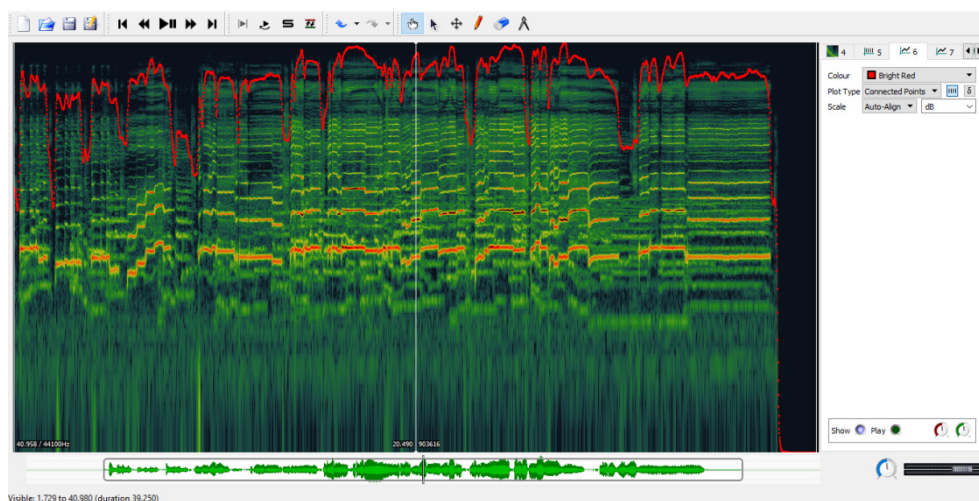 4 5 6 7
Colour Bright Red
Plot Type Connected Points δ
Scale Auto-Align dB
40.958 / 44100Hz 20.490 903616
Show Play
Visible: 1.729 to 40.980 (duration 39.250)